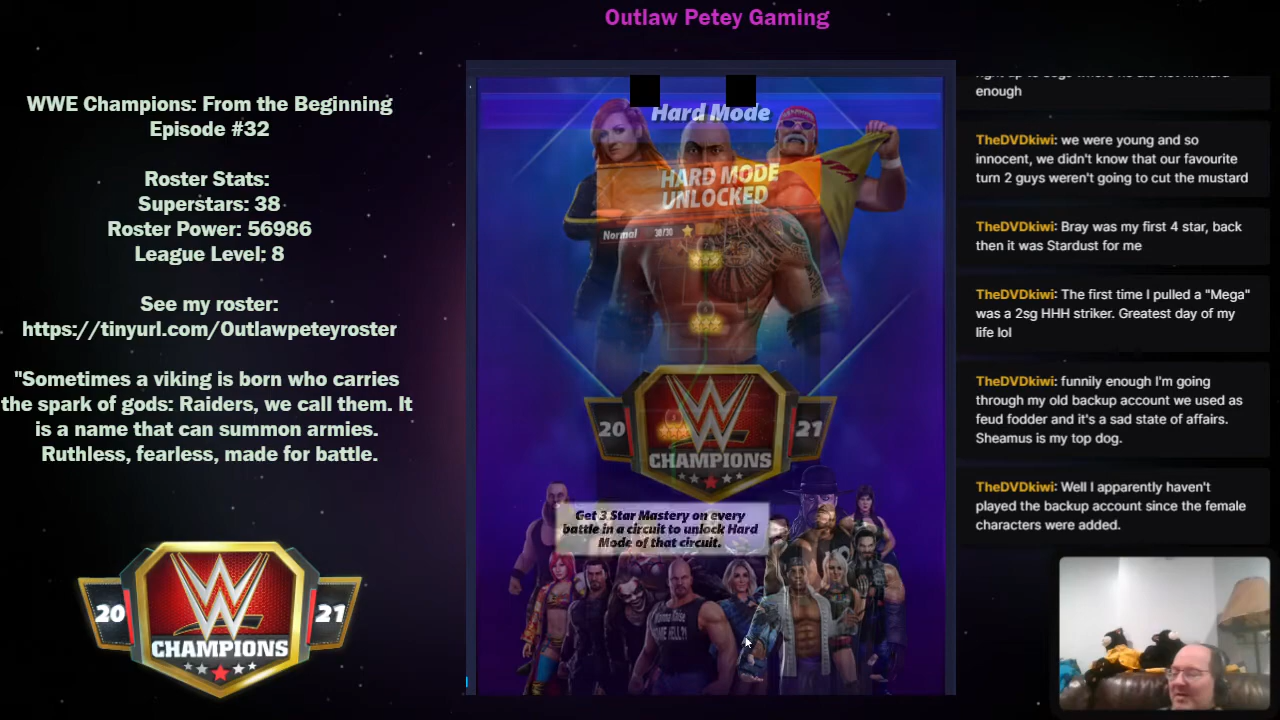 Outlaw Petey Gaming
WWE Champions: From the Beginning
Episode #32
Roster Stats:
Superstars: 38
Roster Power: 56986
League Level: 8
See my roster:
https://tinyurl.com/Outlawpeteyroster
"Sometimes a viking is born who carries
the spark of gods: Raiders, we call them. It
is a name that can summon armies.
Ruthless, fearless, made for battle.
20
21
CHAMPIONS
Hard Mode
HARD MODE
UNLOCKED
Normal 30/30
20
21
CHAMPIONS
Get 3 Star Mastery on every
battle in a circuit to unlock Hard
Mode of that circuit.
enough
TheDVDkiwi: we were young and so
innocent, we didn't know that our favourite
turn 2 guys weren't going to cut the mustard
TheDVDkiwi: Bray was my first 4 star, back
then it was Stardust for me
TheDVDkiwi: The first time I pulled a "Mega"
was a 2sg HHH striker. Greatest day of my
life lol
TheDVDkiwi: funnily enough I'm going
through my old backup account we used as
feud fodder and it's a sad state of affairs.
Sheamus is my top dog.
TheDVDkiwi: Well I apparently haven't
played the backup account since the female
characters were added.